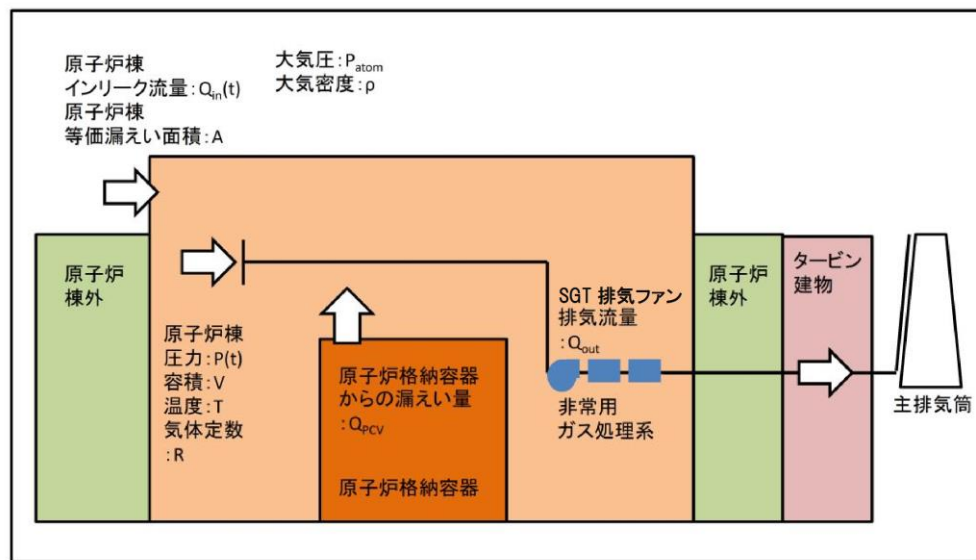 原子炉棟
インリーク流量:Qin(t)
原子炉棟
等価漏えい面積:A
大気圧:Patom
大気密度:ρ
原子炉
棟外
原子炉棟
圧力:P(t)
容積:V
温度:T
気体定数
:R
原子炉格納容器
からの漏えい量
:QPCV
原子炉格納容器
SGT 排気ファン
排気流量
:Qout
非常用
ガス処理系
原子炉
棟外
タービン
建物
主排気筒